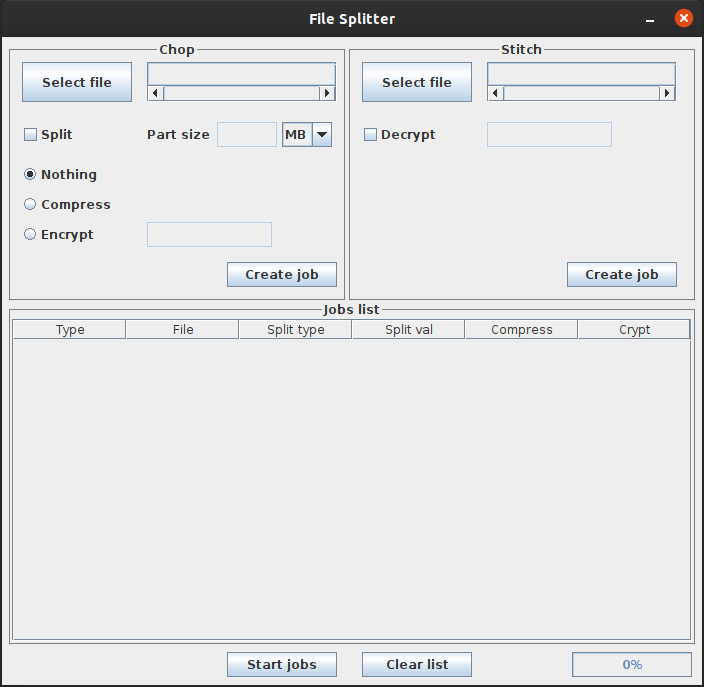 File Splitter
Chop
Select file
Split
Part size
MB
Nothing
Compress
Encrypt
Create job
Stitch
Select file
Decrypt
Create job
Jobs list
Type File Split type Split val Compress Crypt
Start jobs Clear list 0%